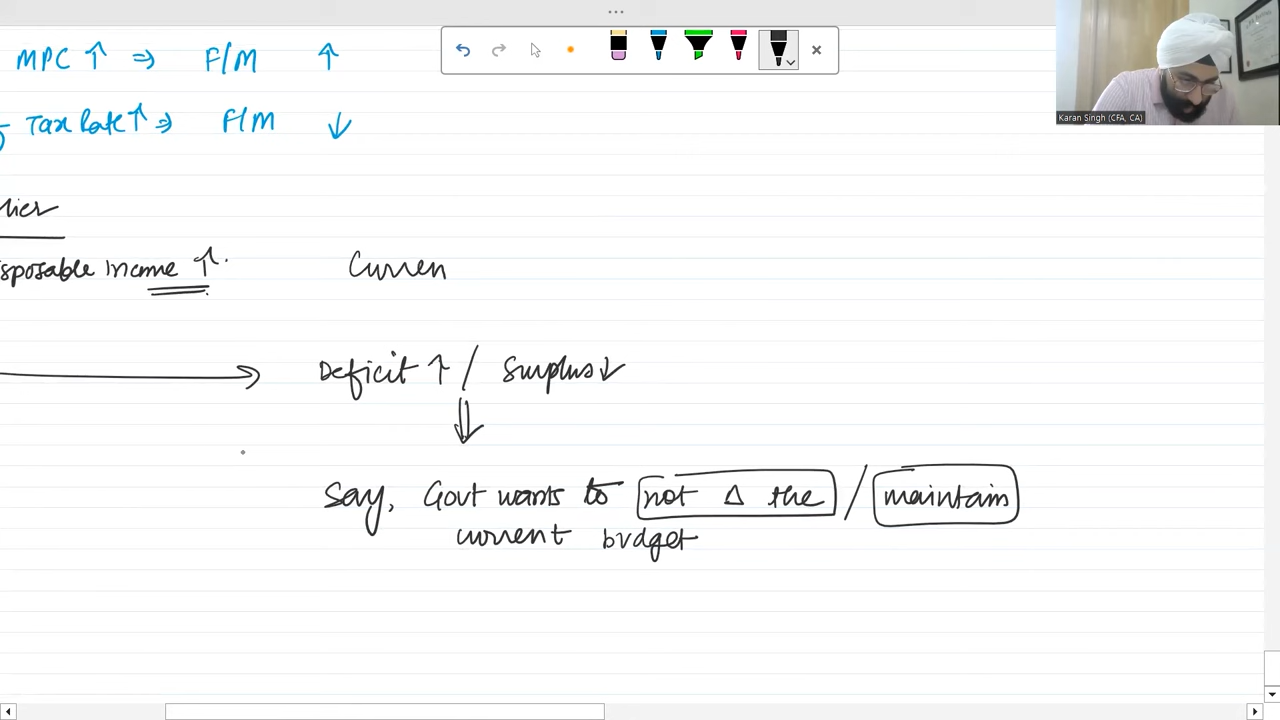 MPC ↑ ⇒ F/M ↑
Tax Rate ↑ ⇒ F/M ↓
Karan Singh (CFA, CA)
lier
sposable income ↑. Curren
Deficit ↑ / Surplus ↓
Say, Govt wants to not Δ the / maintain
current budget